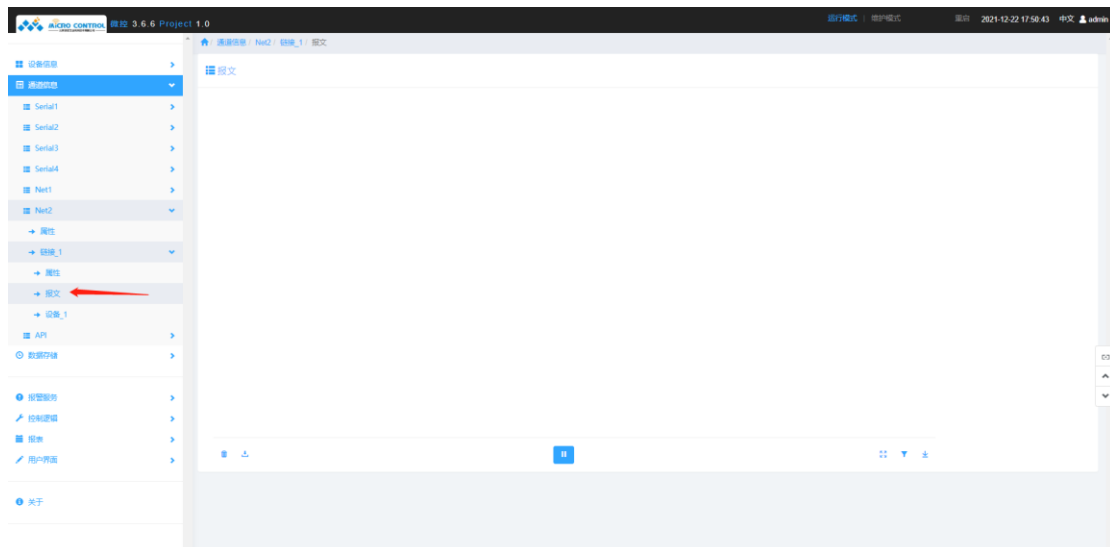 MICRO CONTROL 微控 3.6.6 Project 1.0
运行模式 | 维护模式
重启 2021-12-22 17:50:43 中文 admin
/ 通道信息 / Net2 / 链接_1 / 报文
设备信息
通道信息
Serial1
Serial2
Serial3
Serial4
Net1
Net2
属性
链接_1
属性
报文
设备_1
API
数据存储
报警服务
控制逻辑
报表
用户界面
关于
报文